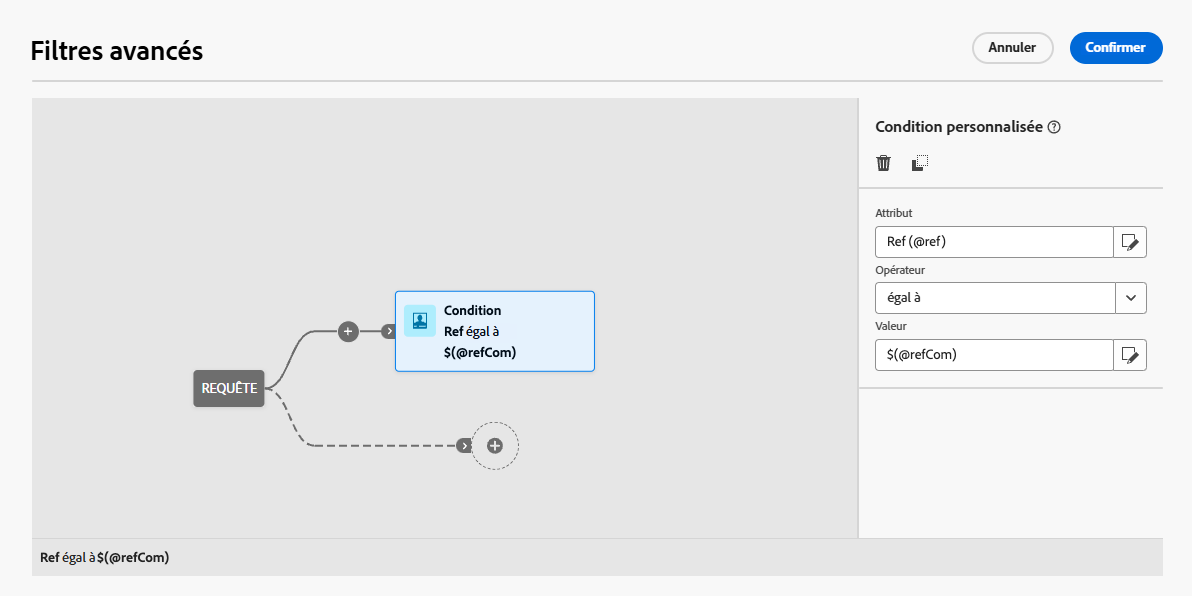 Filtres avancés
Annuler
Confirmer
Condition personnalisée
Attribut
Ref (@ref)
Opérateur
égal à
Valeur
$(@refCom)
Condition
Ref égal à
$(@refCom)
REQUÊTE
Ref égal à $(@refCom)